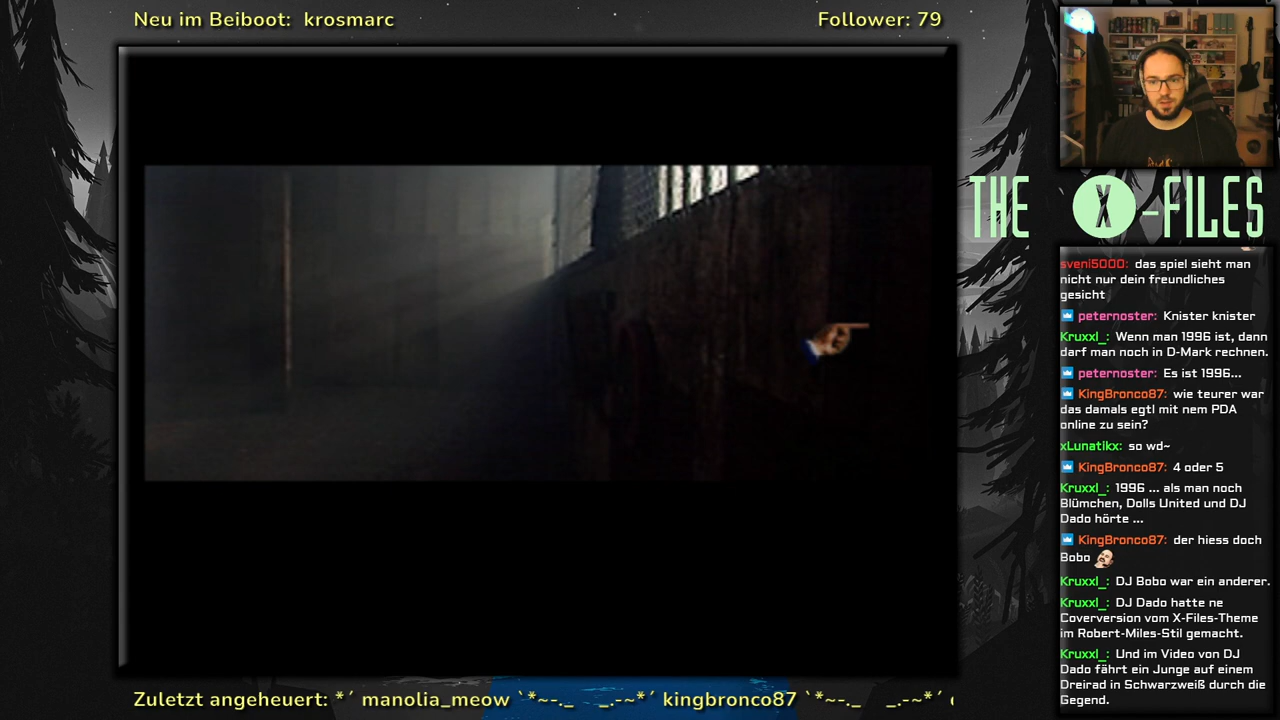 Neu im Beiboot: krosmarc
Follower: 79
THE X-FILES
sveni5000: das spiel sieht man
nicht nur dein freundliches
gesicht
peternoster: Knister knister
Kruxxl_: Wenn man 1996 ist, dann
darf man noch in D-Mark rechnen.
peternoster: Es ist 1996...
KingBronco87: wie teurer war
das damals egtl mit nem PDA
online zu sein?
xLunatikx: so wd~
KingBronco87: 4 oder 5
Kruxxl_: 1996 ... als man noch
Blümchen, Dolls United und DJ
Dado hörte ...
KingBronco87: der hiess doch
Bobo
Kruxxl_: DJ Bobo war ein anderer.
Kruxxl_: DJ Dado hatte ne
Coverversion vom X-Files-Theme
im Robert-Miles-Stil gemacht.
Kruxxl_: Und im Video von DJ
Dado fährt ein Junge auf einem
Dreirad in Schwarzweiß durch die
Gegend.
Zuletzt angeheuert: *´ manolia_meow `*~-._ _.-~*´ kingbronco87 `*~-._ _.-~*´